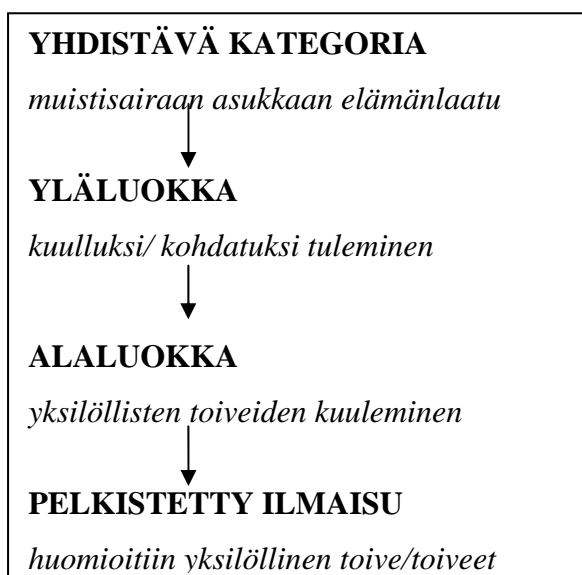 YHDISTÄVÄ KATEGORIA
muistisairaan asukkaan elämänlaatu
YLÄLUOKKA
kuulluksi/ kohdatuksi tuleminen
ALALUOKKA
yksilöllisten toiveiden kuuleminen
PELKISTETTY ILMAISU
huomioitiin yksilöllinen toive/toiveet